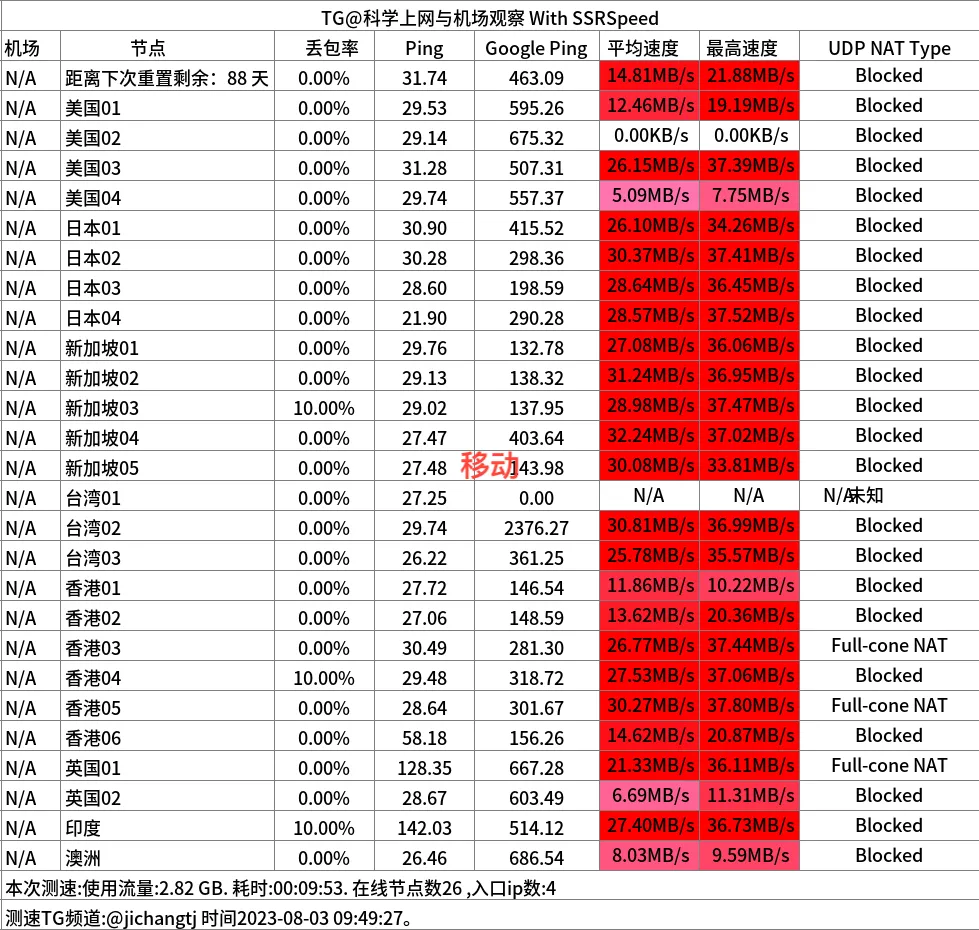 TG@科学上网与机场观察 With SSRSpeed
机场 节点 丢包率 Ping Google Ping 平均速度 最高速度 UDP NAT Type
N/A 距离下次重置剩余：88 天 0.00% 31.74 463.09 14.81MB/s 21.88MB/s Blocked
N/A 美国01 0.00% 29.53 595.26 12.46MB/s 19.19MB/s Blocked
N/A 美国02 0.00% 29.14 675.32 0.00KB/s 0.00KB/s Blocked
N/A 美国03 0.00% 31.28 507.31 26.15MB/s 37.39MB/s Blocked
N/A 美国04 0.00% 29.74 557.37 5.09MB/s 7.75MB/s Blocked
N/A 日本01 0.00% 30.90 415.52 26.10MB/s 34.26MB/s Blocked
N/A 日本02 0.00% 30.28 298.36 30.37MB/s 37.41MB/s Blocked
N/A 日本03 0.00% 28.60 198.59 28.64MB/s 36.45MB/s Blocked
N/A 日本04 0.00% 21.90 290.28 28.57MB/s 37.52MB/s Blocked
N/A 新加坡01 0.00% 29.76 132.78 27.08MB/s 36.06MB/s Blocked
N/A 新加坡02 0.00% 29.13 138.32 31.24MB/s 36.95MB/s Blocked
N/A 新加坡03 10.00% 29.02 137.95 28.98MB/s 37.47MB/s Blocked
N/A 新加坡04 0.00% 27.47 403.64 32.24MB/s 37.02MB/s Blocked
N/A 新加坡05 0.00% 27.48 移动 143.98 30.08MB/s 33.81MB/s Blocked
N/A 台湾01 0.00% 27.25 0.00 N/A N/A N/A未知
N/A 台湾02 0.00% 29.74 2376.27 30.81MB/s 36.99MB/s Blocked
N/A 台湾03 0.00% 26.22 361.25 25.78MB/s 35.57MB/s Blocked
N/A 香港01 0.00% 27.72 146.54 11.86MB/s 10.22MB/s Blocked
N/A 香港02 0.00% 27.06 148.59 13.62MB/s 20.36MB/s Blocked
N/A 香港03 0.00% 30.49 281.30 26.77MB/s 37.44MB/s Full-cone NAT
N/A 香港04 10.00% 29.48 318.72 27.53MB/s 37.06MB/s Blocked
N/A 香港05 0.00% 28.64 301.67 30.27MB/s 37.80MB/s Full-cone NAT
N/A 香港06 0.00% 58.18 156.26 14.62MB/s 20.87MB/s Blocked
N/A 英国01 0.00% 128.35 667.28 21.33MB/s 36.11MB/s Full-cone NAT
N/A 英国02 0.00% 28.67 603.49 6.69MB/s 11.31MB/s Blocked
N/A 印度 10.00% 142.03 514.12 27.40MB/s 36.73MB/s Blocked
N/A 澳洲 0.00% 26.46 686.54 8.03MB/s 9.59MB/s Blocked
本次测速:使用流量:2.82 GB. 耗时:00:09:53. 在线节点数26 ,入口ip数:4
测速TG频道:@jichangtj 时间2023-08-03 09:49:27。